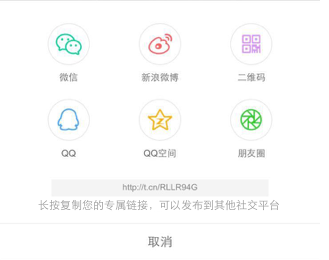 微信 新浪微博 二维码
QQ QQ空间 朋友圈
http://t.cn/RLLR94G
长按复制您的专属链接，可以发布到其他社交平台
取消